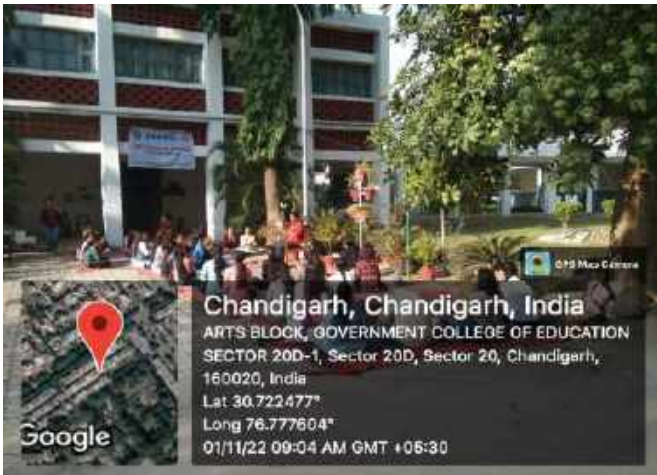 GPS Map Camera
Chandigarh, Chandigarh, India
ARTS BLOCK, GOVERNMENT COLLEGE OF EDUCATION
SECTOR 20D-1, Sector 20D, Sector 20, Chandigarh,
160020, India
Lat 30.722477°
Long 76.777604°
01/11/22 09:04 AM GMT +05:30
Google